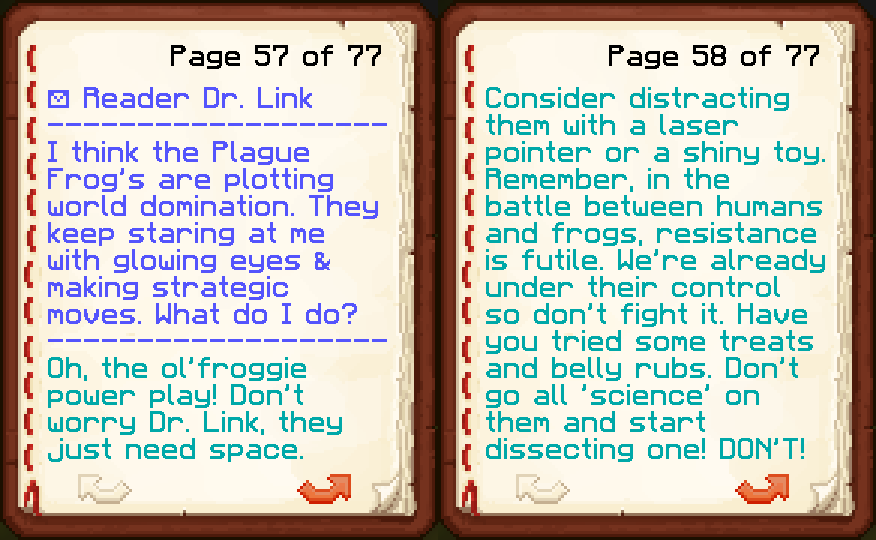 Page 57 of 77
Reader Dr. Link
--------------------
I think the Plague
Frog's are plotting
world domination. They
keep staring at me
with glowing eyes &
making strategic
moves. What do I do?
--------------------
Oh, the ol'froggie
power play! Don't
worry Dr. Link, they
just need space.
Page 58 of 77
Consider distracting
them with a laser
pointer or a shiny toy.
Remember, in the
battle between humans
and frogs, resistance
is futile. We're already
under their control
so don't fight it. Have
you tried some treats
and belly rubs. Don't
go all 'science' on
them and start
dissecting one! DON'T!